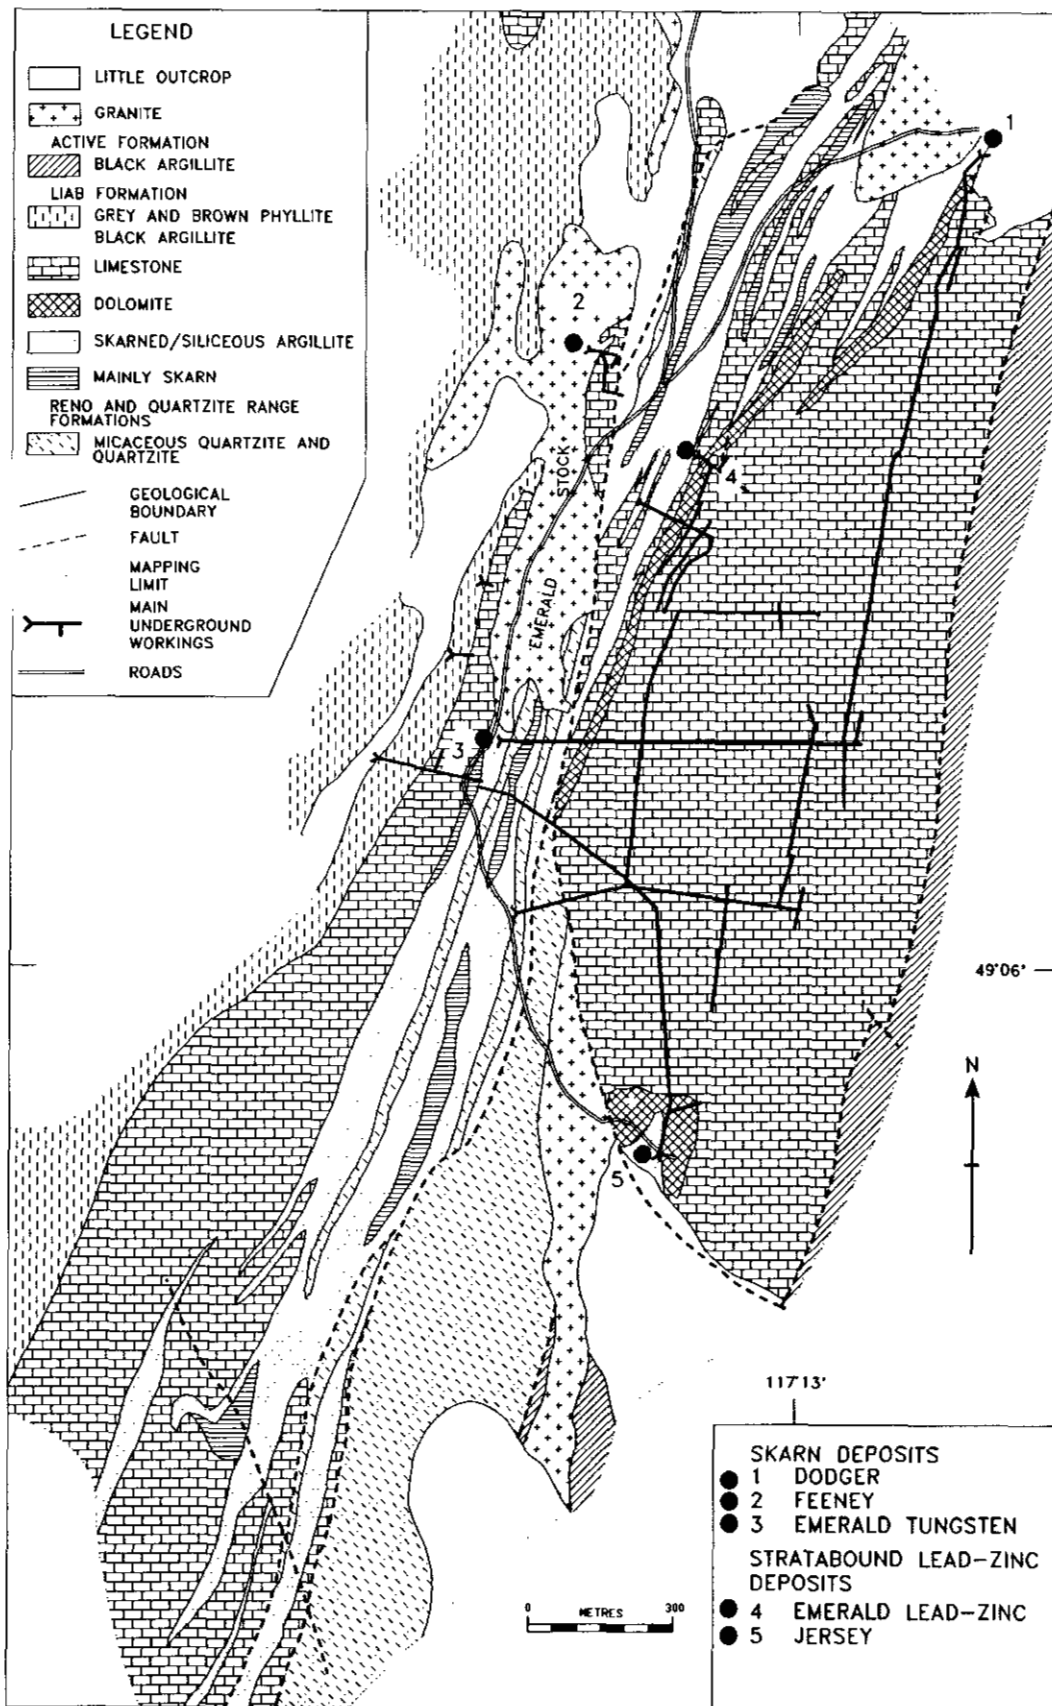 LEGEND
LITTLE OUTCROP
GRANITE
ACTIVE FORMATION
BLACK ARGILLITE
LIAB FORMATION
GREY AND BROWN PHYLLITE
BLACK ARGILLITE
LIMESTONE
DOLOMITE
SKARNED/SILICEOUS ARGILLITE
MAINLY SKARN
RENO AND QUARTZITE RANGE
FORMATIONS
MICACEOUS QUARTZITE AND
QUARTZITE
GEOLOGICAL
BOUNDARY
FAULT
MAPPING
LIMIT
MAIN
UNDERGROUND
WORKINGS
ROADS
1
2
4
EMERALD STOCK
3
49°06'
N
5
117°13'
0 METRES 300
SKARN DEPOSITS
1 DODGER
2 FEENEY
3 EMERALD TUNGSTEN
STRATABOUND LEAD-ZINC
DEPOSITS
4 EMERALD LEAD-ZINC
5 JERSEY